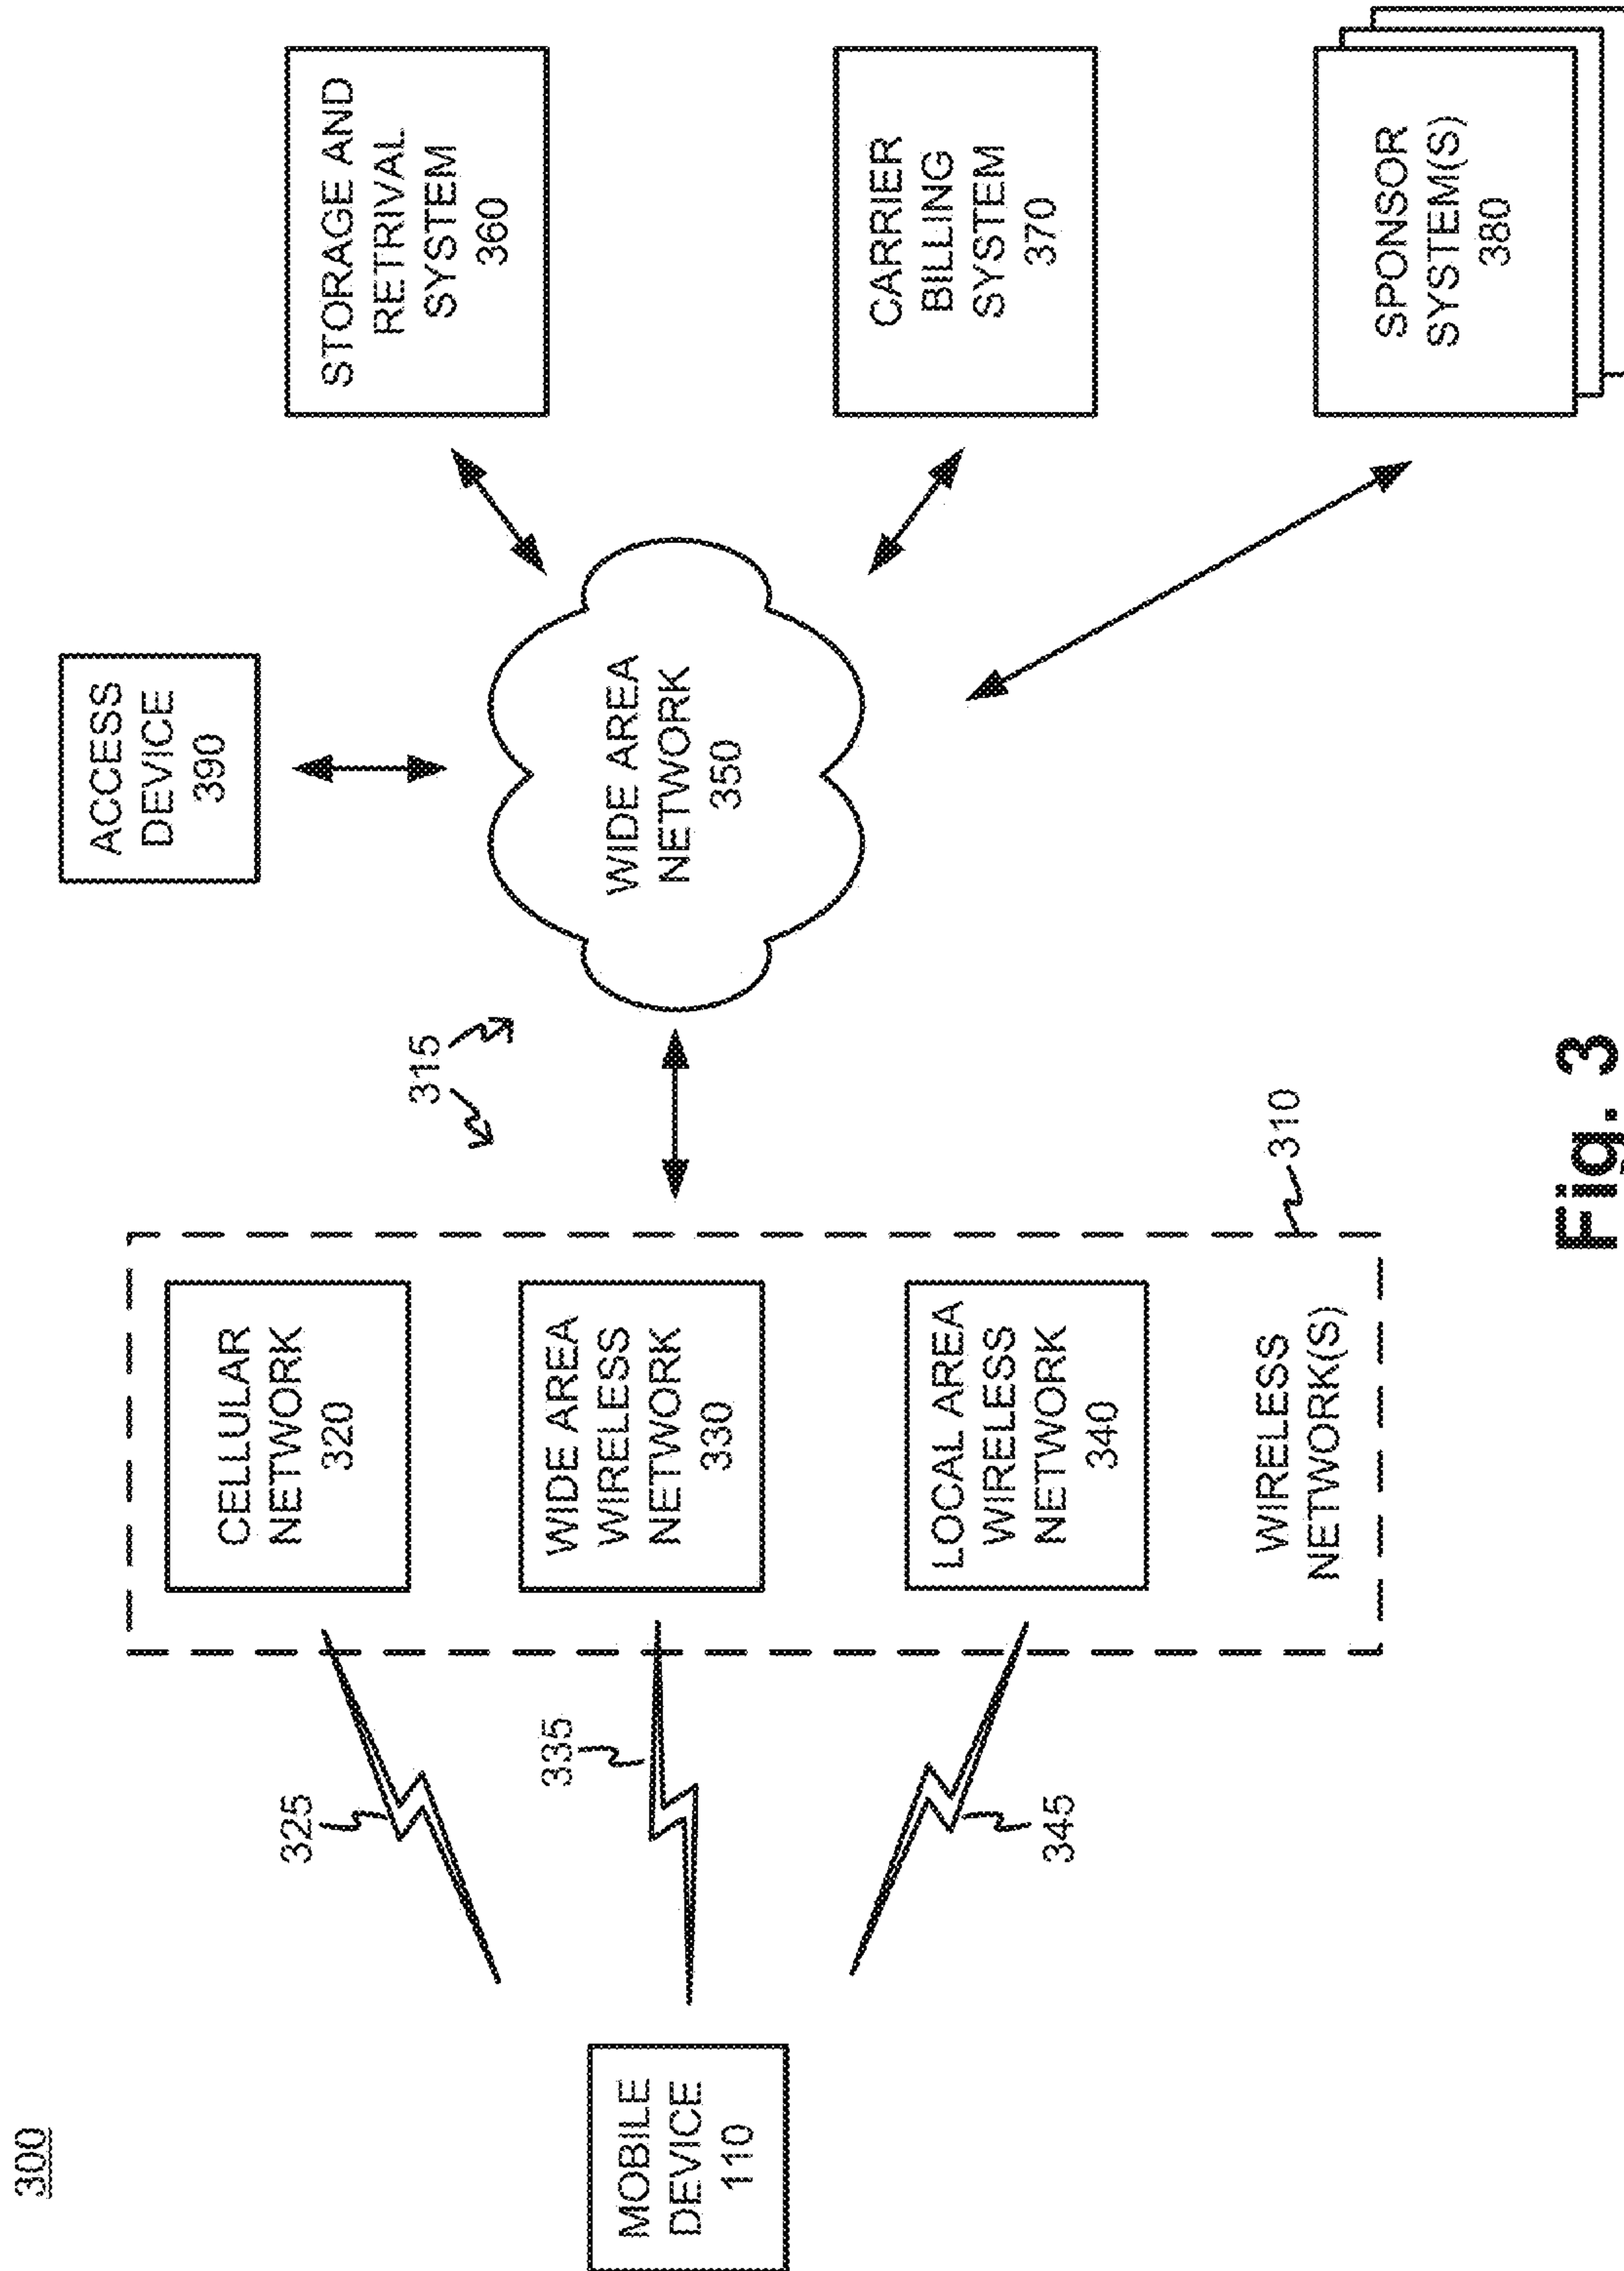 300
MOBILE
DEVICE
110
325
335
345
CELLULAR
NETWORK
320
WIDE AREA
WIRELESS
NETWORK
330
LOCAL AREA
WIRELESS
NETWORK
340
WIRELESS
NETWORK(S)
310
315
WIDE AREA
NETWORK
350
ACCESS
DEVICE
390
STORAGE AND
RETRIVAL
SYSTEM
360
CARRIER
BILLING
SYSTEM
370
SPONSOR
SYSTEM(S)
380
Fig. 3